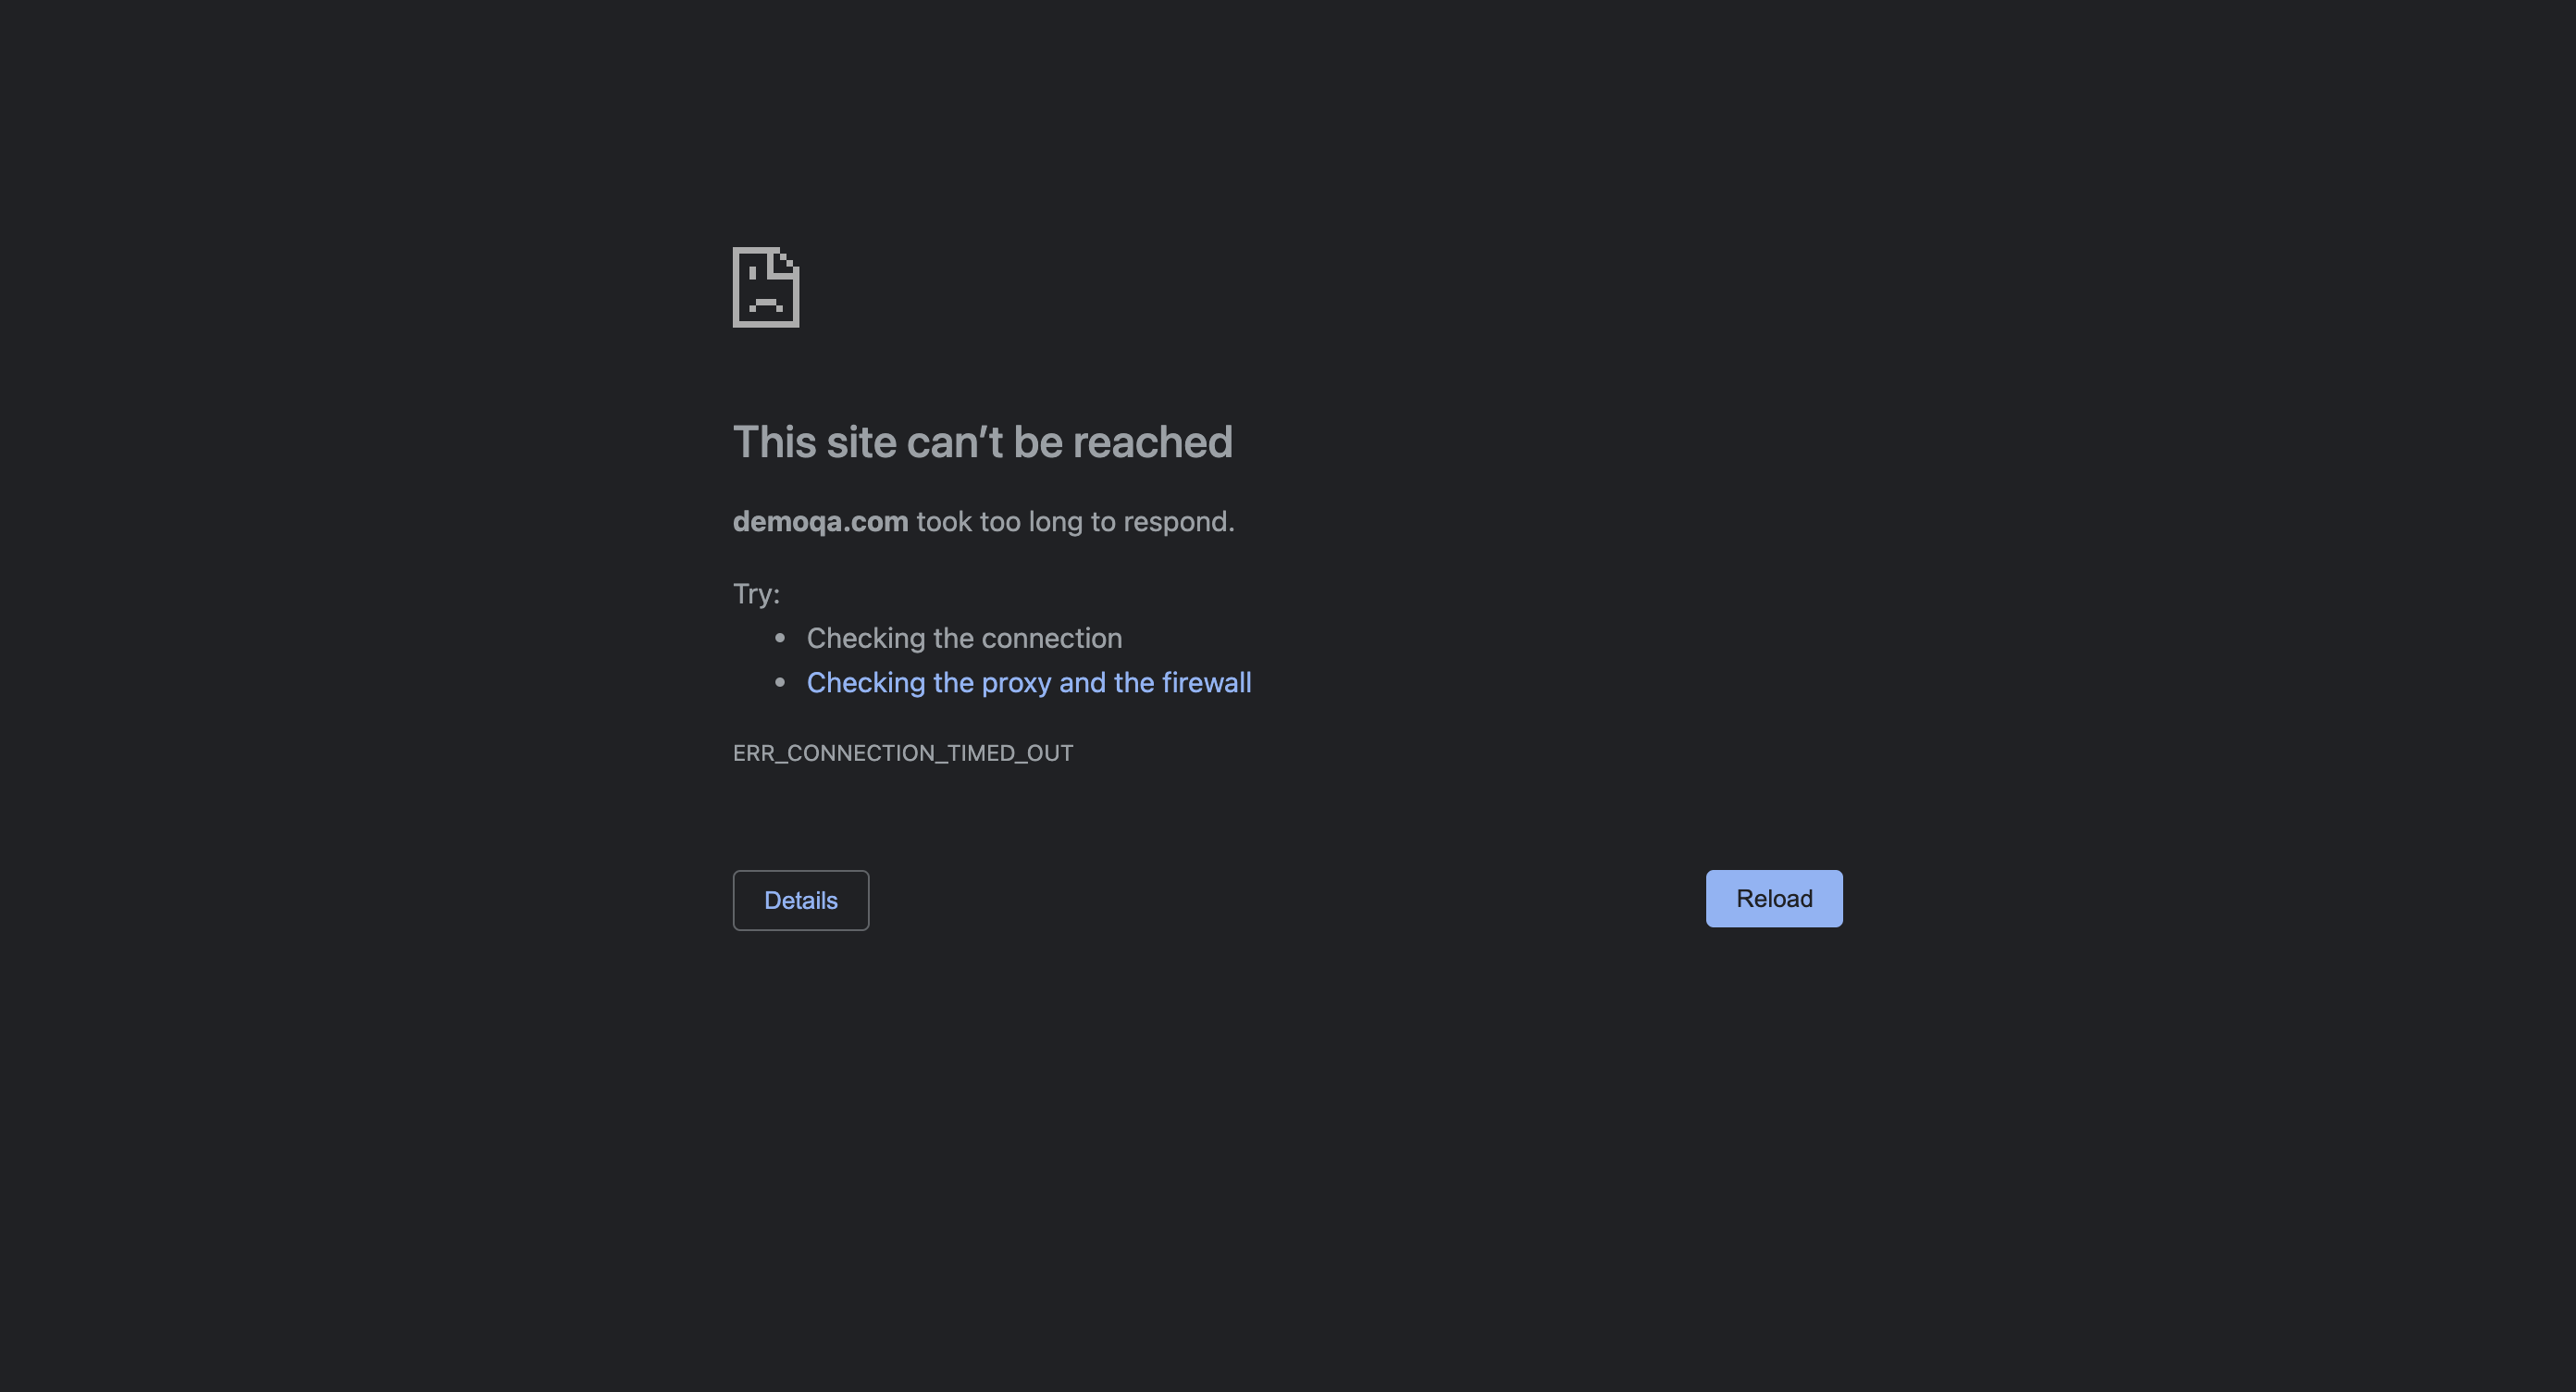 This site can’t be reached
demoqa.com took too long to respond.
Try:
• Checking the connection
• Checking the proxy and the firewall
ERR_CONNECTION_TIMED_OUT
Details
Reload